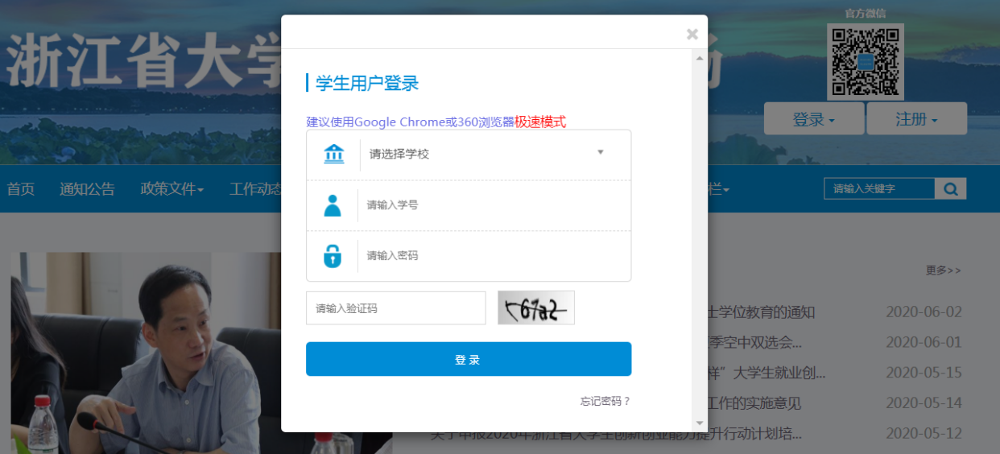 官方微信
浙江省大学
场
登录
注册
首页
通知公告
政策文件
工作动态
栏
请输入关键字
学生用户登录
建议使用Google Chrome或360浏览器极速模式
请选择学校
请输入学号
请输入密码
请输入验证码
登 录
忘记密码？
更多>>
士学位教育的通知 2020-06-02
季空中双选会... 2020-06-01
样”大学生就业创... 2020-05-15
工作的实施意见 2020-05-14
关于申报2020年浙江省大学生创新创业能力提升行动计划培... 2020-05-12